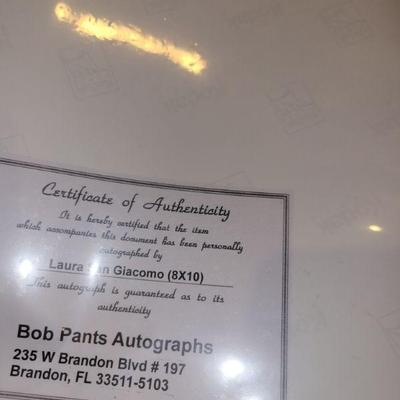 Certificate of Authenticity
It is hereby certified that the item
which accompanies this document has been personally
autographed by
Laura San Giacomo (8X10)
This autograph is guaranteed as to its
authenticity
Bob Pants Autographs
235 W Brandon Blvd # 197
Brandon, FL 33511-5103